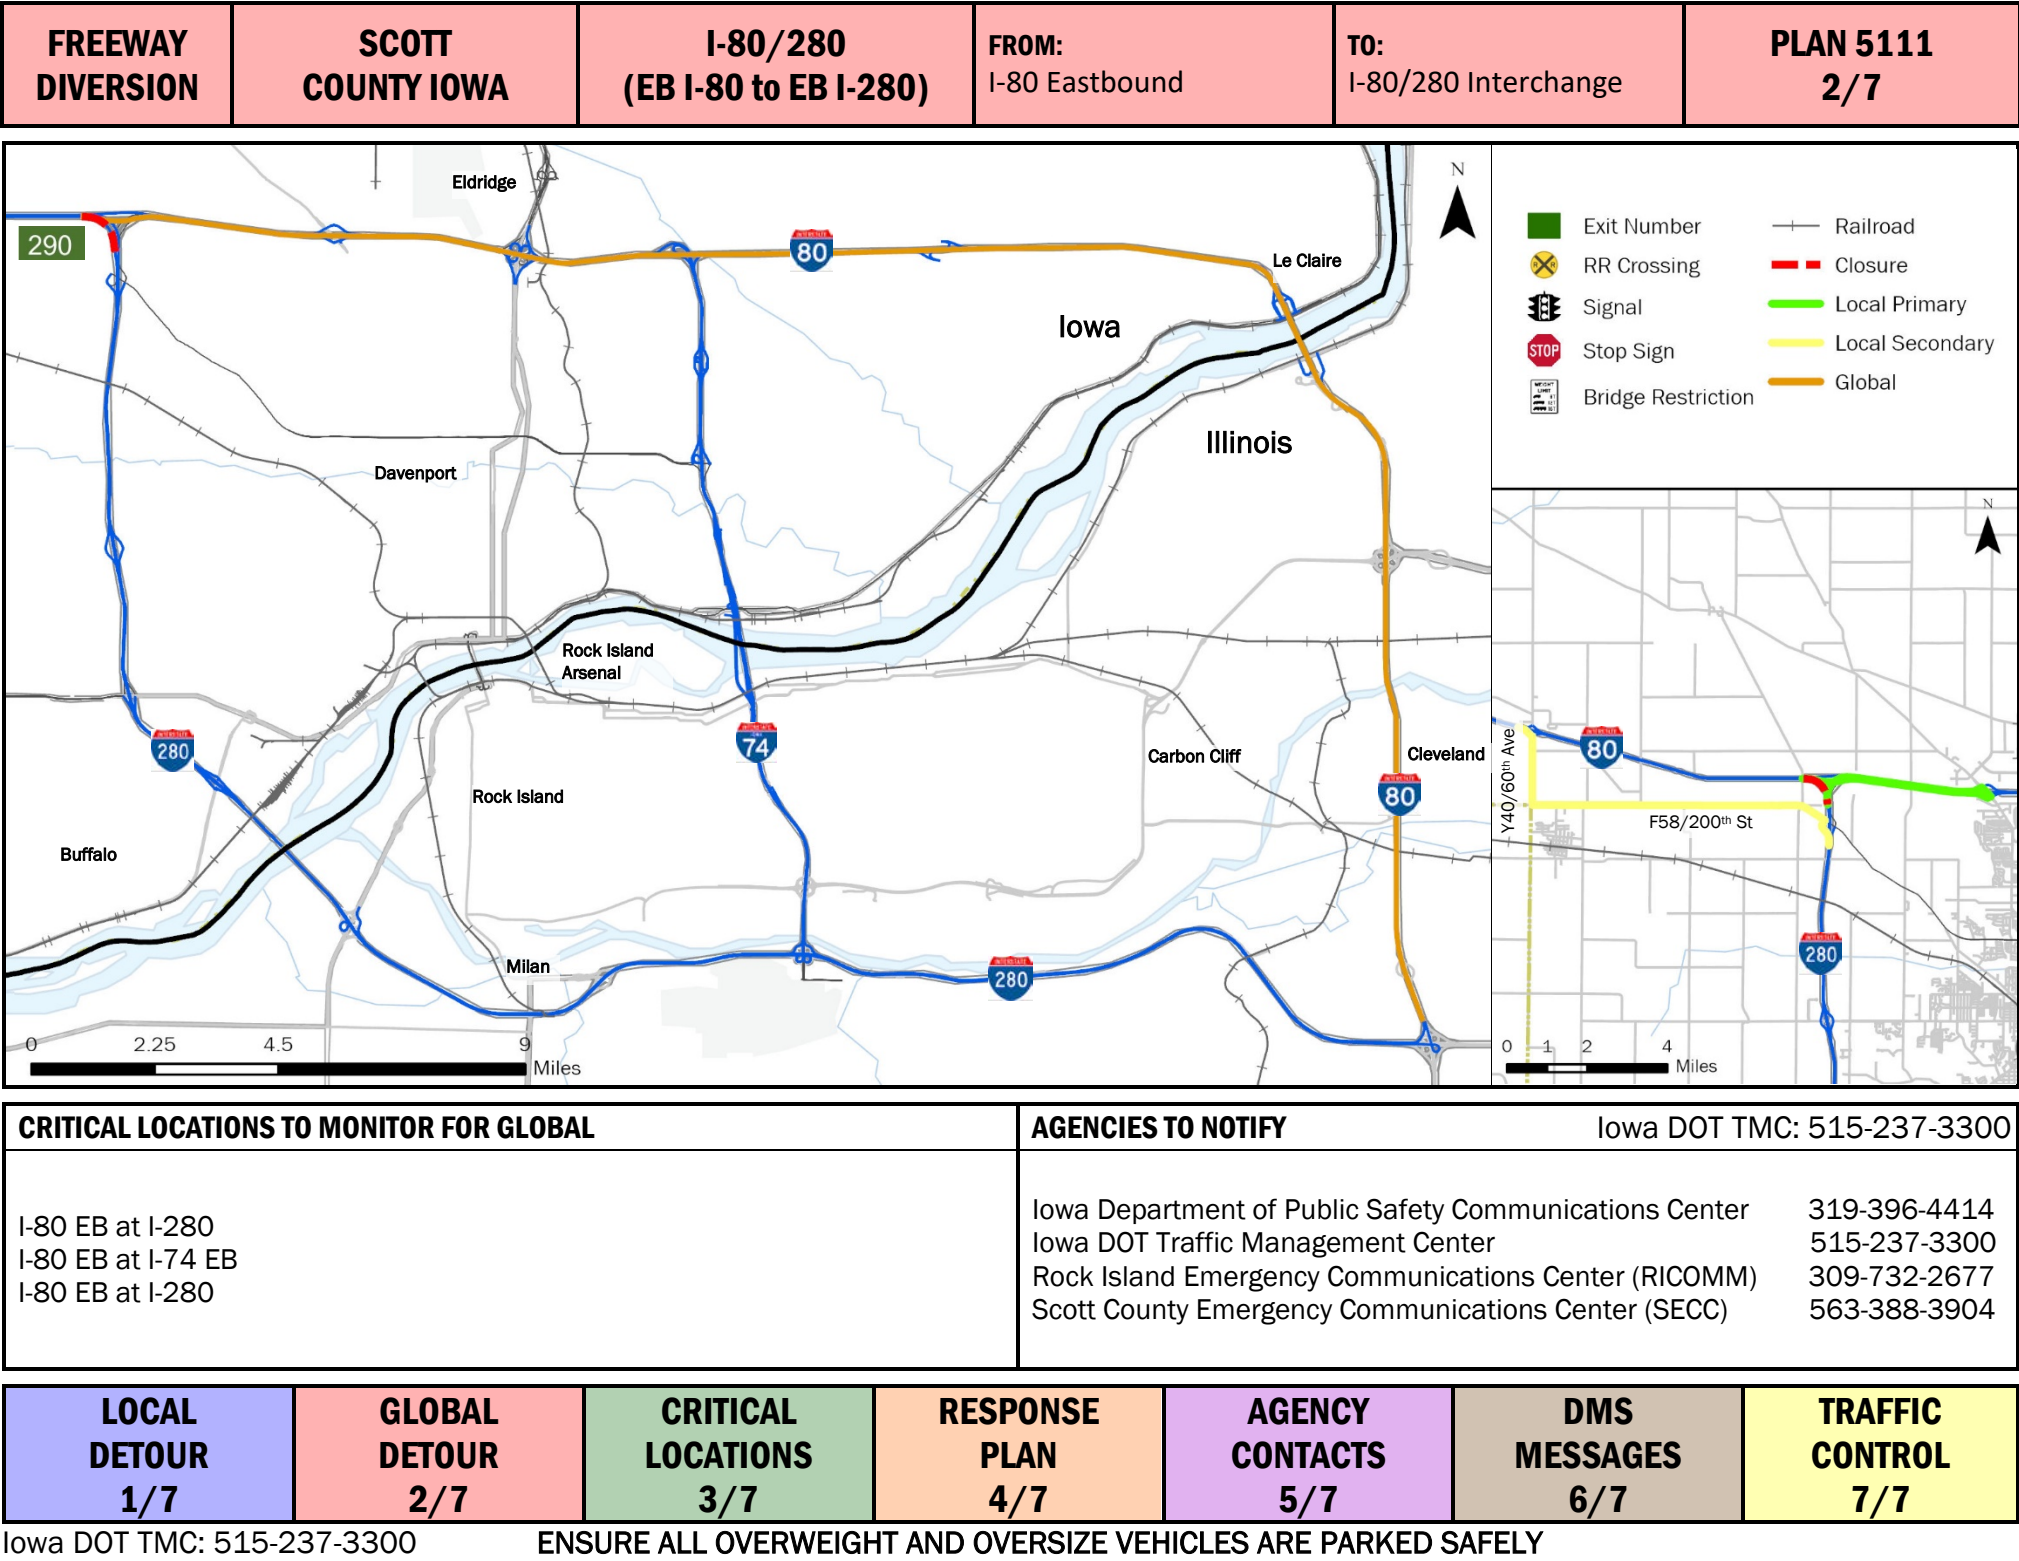 FREEWAY
DIVERSION
SCOTT
COUNTY IOWA
I-80/280
(EB I-80 to EB I-280)
FROM:
I-80 Eastbound
TO:
I-80/280 Interchange
PLAN 5111
2/7
Eldridge
290
80
Le Claire
Iowa
Illinois
Davenport
Rock Island
Arsenal
280
74
Carbon Cliff
Cleveland
80
Rock Island
Buffalo
Milan
280
0 2.25 4.5 9
Miles
N
Exit Number
RR Crossing
Signal
STOP
Stop Sign
WEIGHT
LIMIT
Bridge Restriction
Railroad
Closure
Local Primary
Local Secondary
Global
N
Y40/60th Ave
80
F58/200th St
280
0 1 2 4
Miles
CRITICAL LOCATIONS TO MONITOR FOR GLOBAL
I-80 EB at I-280
I-80 EB at I-74 EB
I-80 EB at I-280
AGENCIES TO NOTIFY Iowa DOT TMC: 515-237-3300
Iowa Department of Public Safety Communications Center 319-396-4414
Iowa DOT Traffic Management Center 515-237-3300
Rock Island Emergency Communications Center (RICOMM) 309-732-2677
Scott County Emergency Communications Center (SECC) 563-388-3904
LOCAL
DETOUR
1/7
GLOBAL
DETOUR
2/7
CRITICAL
LOCATIONS
3/7
RESPONSE
PLAN
4/7
AGENCY
CONTACTS
5/7
DMS
MESSAGES
6/7
TRAFFIC
CONTROL
7/7
Iowa DOT TMC: 515-237-3300 ENSURE ALL OVERWEIGHT AND OVERSIZE VEHICLES ARE PARKED SAFELY